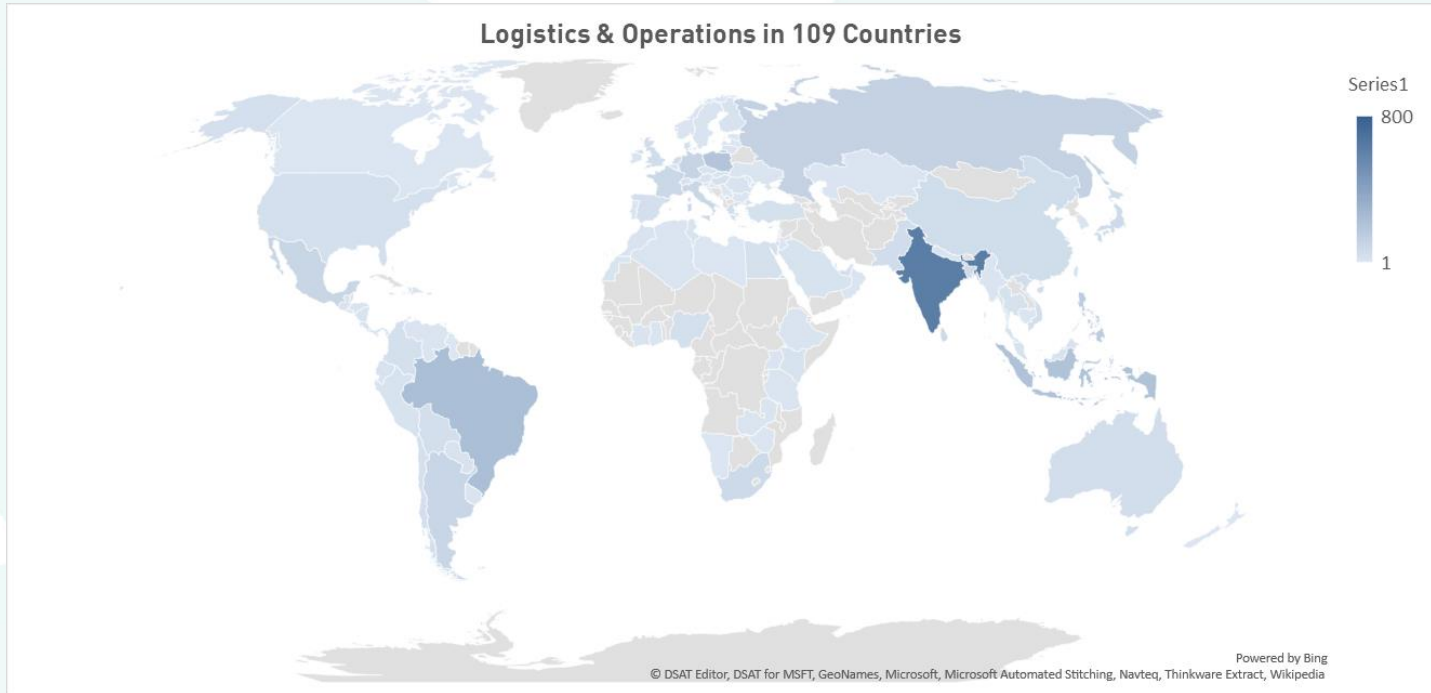 Logistics & Operations in 109 Countries
Series1
800
1
Powered by Bing
© DSAT Editor, DSAT for MSFT, GeoNames, Microsoft, Microsoft Automated Stitching, Navteq, Thinkware Extract, Wikipedia